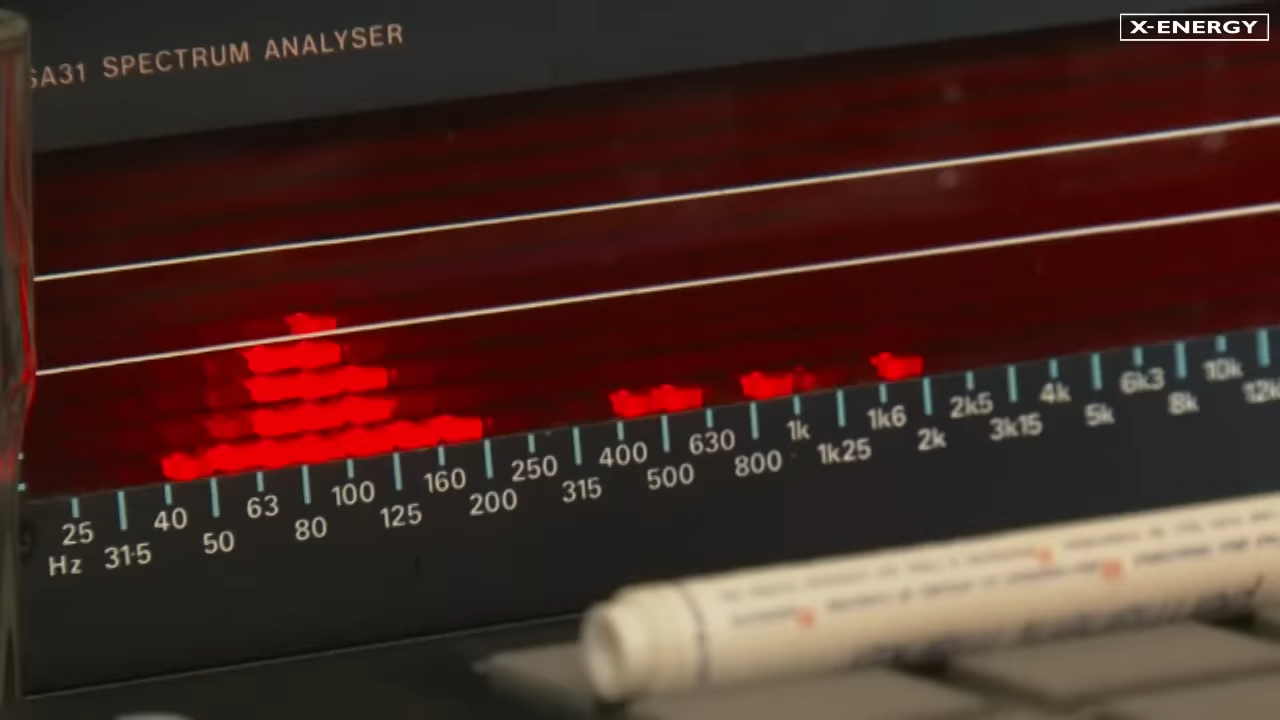 X-ENERGY
SA31 SPECTRUM ANALYSER
25 40 63 100 160 250 400 630 1k 1k6 2k5 4k 6k3 10k
Hz 31·5 50 80 125 200 315 500 800 1k25 2k 3k15 5k 8k 12k